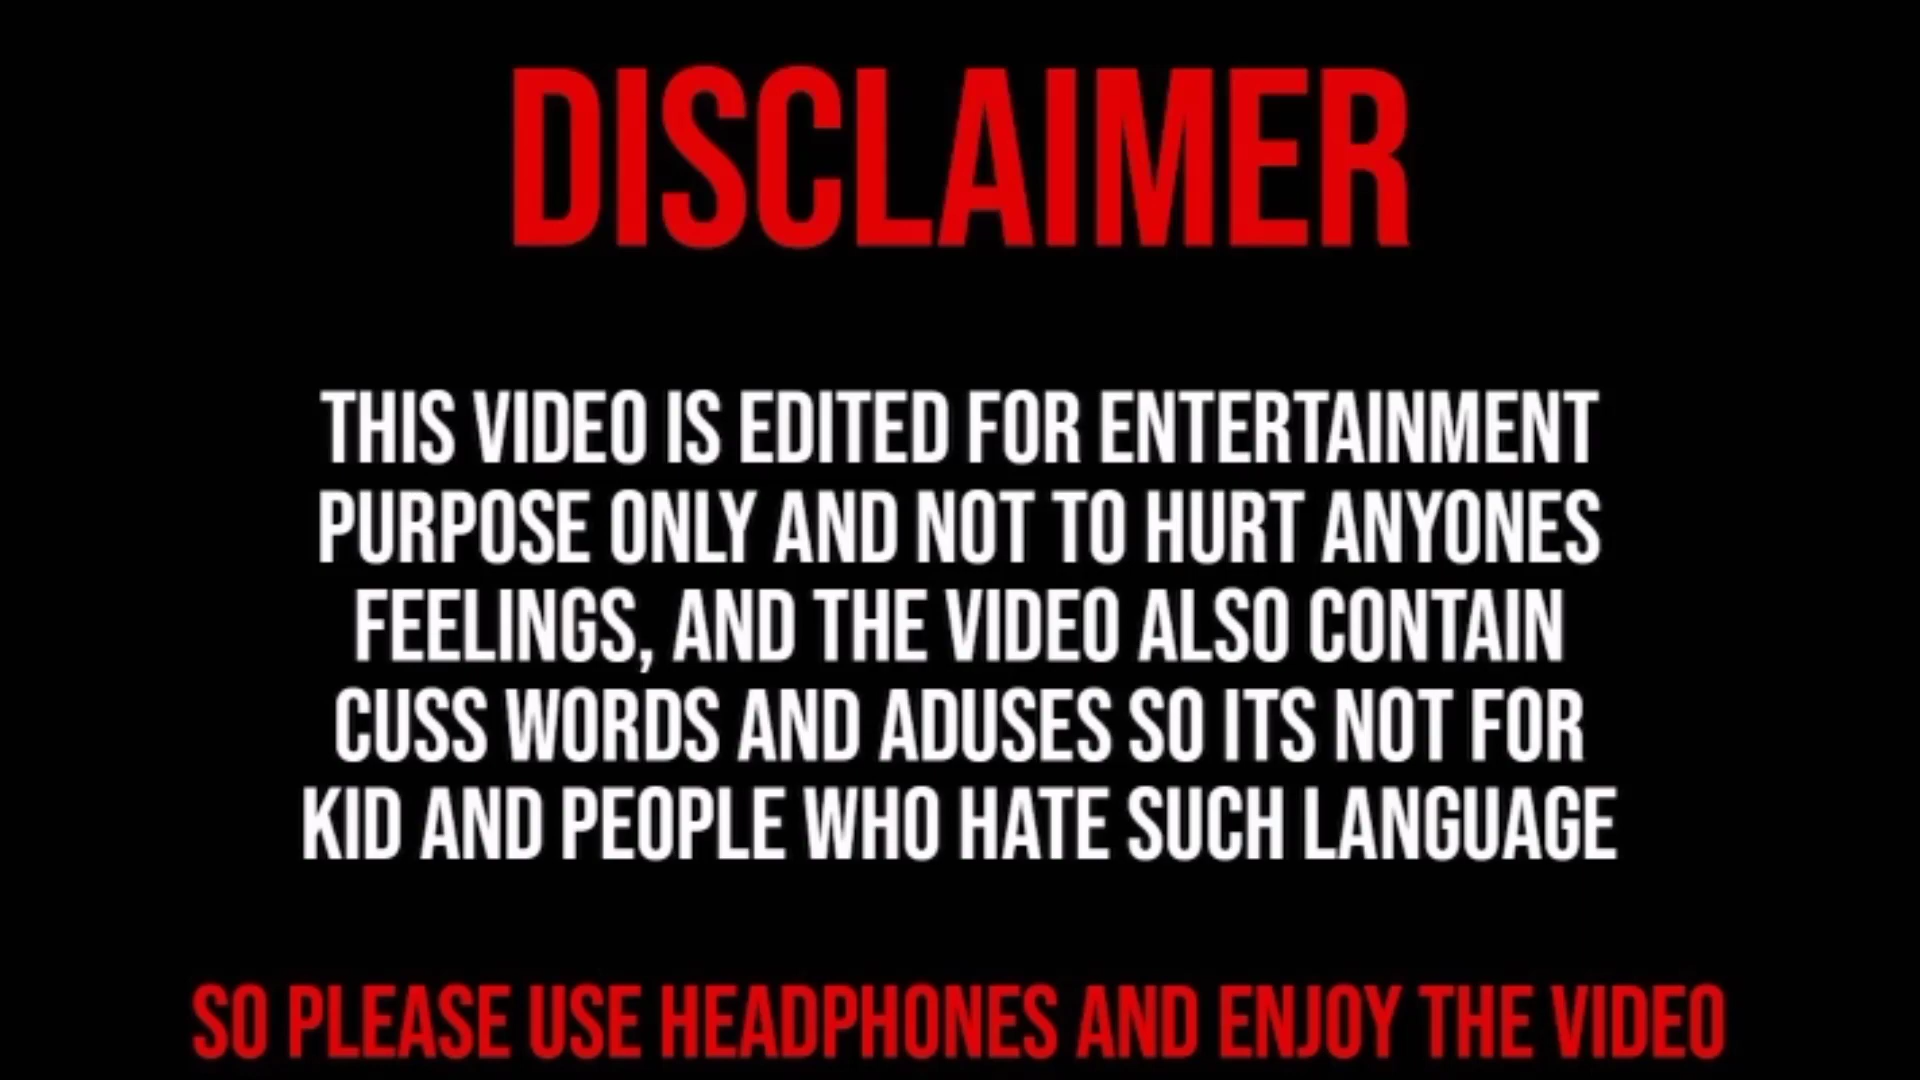 DISCLAIMER
THIS VIDEO IS EDITED FOR ENTERTAINMENT
PURPOSE ONLY AND NOT TO HURT ANYONES
FEELINGS, AND THE VIDEO ALSO CONTAIN
CUSS WORDS AND ADUSES SO ITS NOT FOR
KID AND PEOPLE WHO HATE SUCH LANGUAGE
SO PLEASE USE HEADPHONES AND ENJOY THE VIDEO